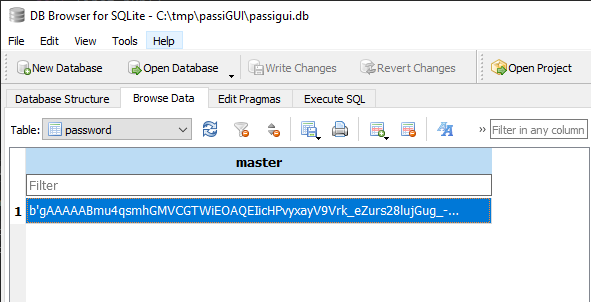 DB Browser for SQLite - C:\tmp\passiGUI\passigui.db
File Edit View Tools Help
New Database Open Database Write Changes Revert Changes Open Project
Database Structure Browse Data Edit Pragmas Execute SQL
Table: password » Filter in any column
master
Filter
1 b'gAAAAABmu4qsmhGMVCGTWiEOAQEIicHPvyxayV9Vrk_eZurs28lujGug_-...